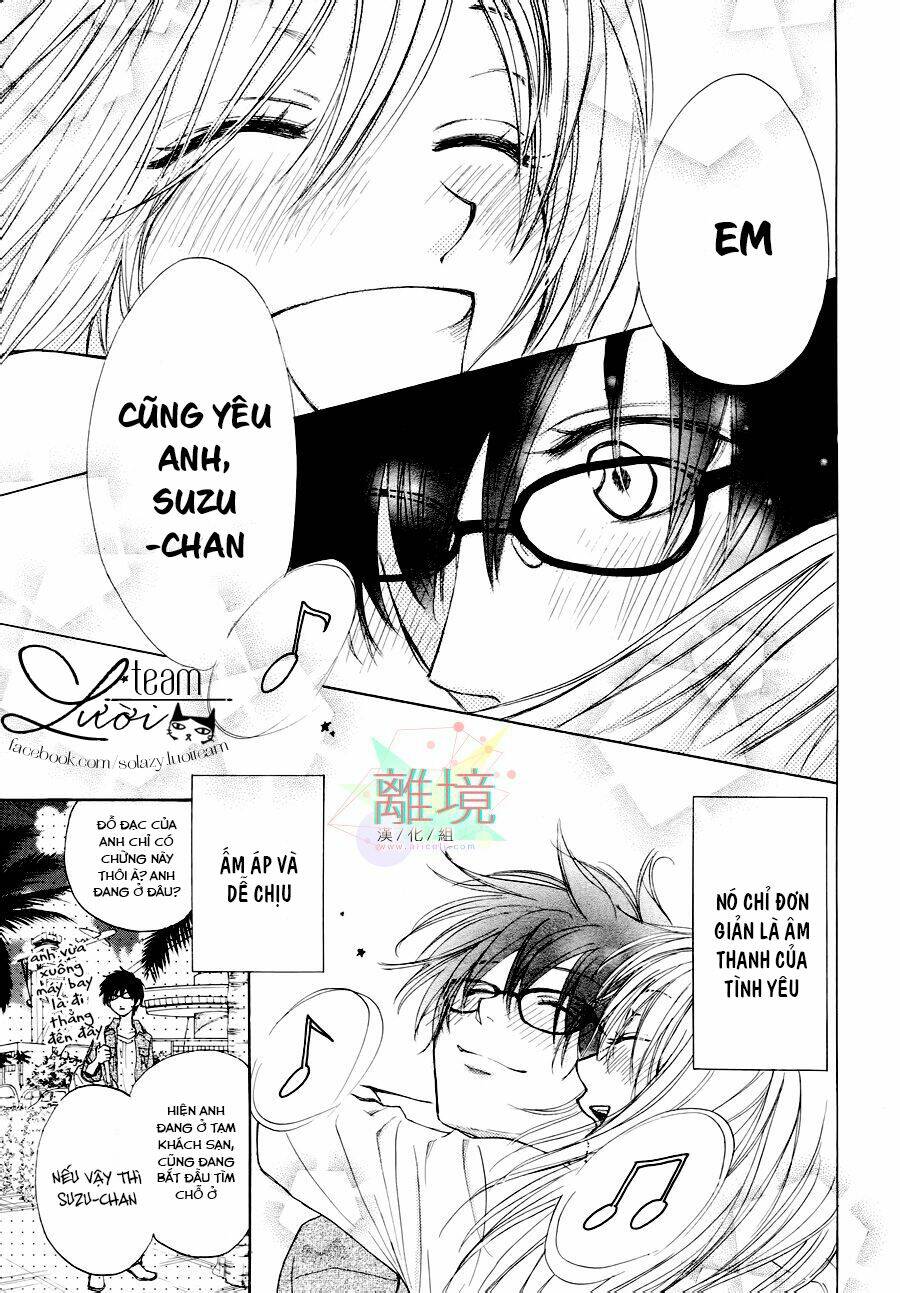 EM
CŨNG YÊU
ANH,
SUZU
-CHAN
team
Lười
facebook.com/solazy.luoiteam
離境
漢/化/組
NÓ CHỈ ĐƠN
GIẢN LÀ ÂM
THANH CỦA
TÌNH YÊU
ẤM ÁP VÀ
DỄ CHỊU
ĐỒ ĐẠC CỦA
ANH CHỈ CÓ
CHỪNG NÀY
THÔI À? ANH
ĐANG Ở ĐÂU?
anh vừa
xuống
máy bay
là đi
thẳng
đến đây
HIỆN ANH
ĐANG Ở TẠM
KHÁCH SẠN,
CŨNG ĐANG
BẮT ĐẦU TÌM
CHỖ Ở
NẾU VẬY THÌ
SUZU-CHAN